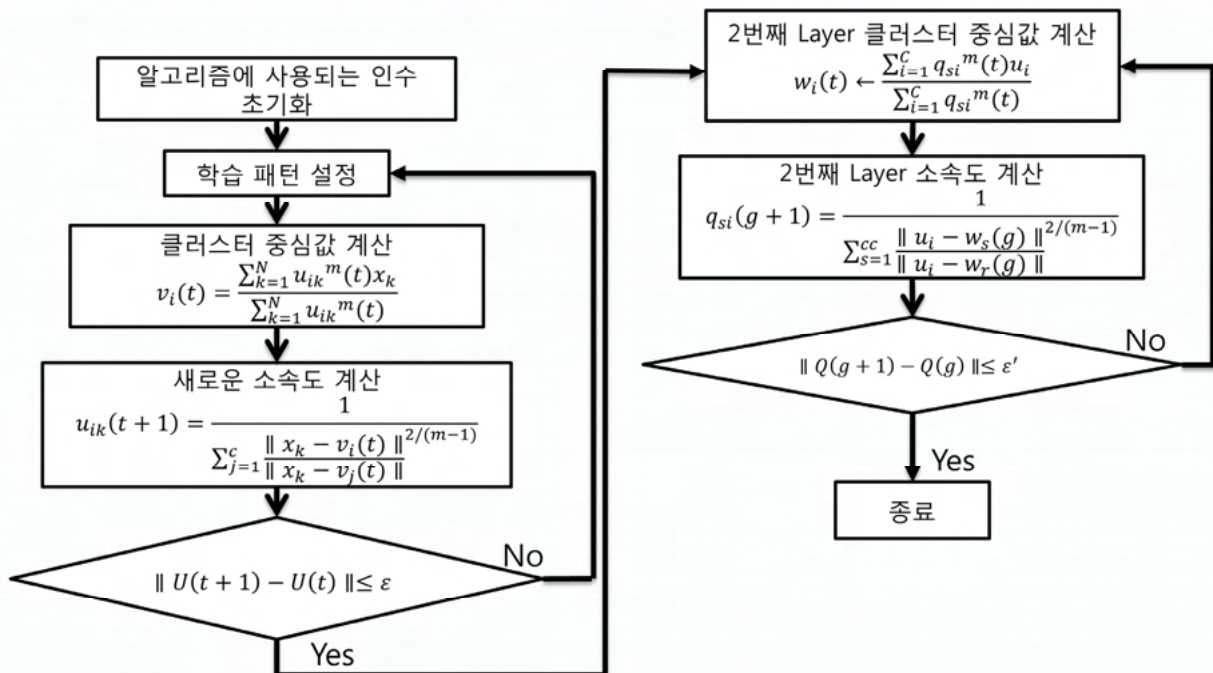 알고리즘에 사용되는 인수
초기화
학습 패턴 설정
클러스터 중심값 계산
$v_i(t) = \frac{\sum_{k=1}^{N} u_{ik}{}^m(t) x_k}{\sum_{k=1}^{N} u_{ik}{}^m(t)}$
새로운 소속도 계산
$u_{ik}(t+1) = \frac{1}{\sum_{j=1}^{c} \frac{\| x_k - v_i(t) \|}{\| x_k - v_j(t) \|}^{2/(m-1)}}$
No
$\| U(t+1) - U(t) \| \le \varepsilon$
Yes
2번째 Layer 클러스터 중심값 계산
$w_i(t) \leftarrow \frac{\sum_{i=1}^{C} q_{si}{}^m(t) u_i}{\sum_{i=1}^{C} q_{si}{}^m(t)}$
2번째 Layer 소속도 계산
$q_{si}(g+1) = \frac{1}{\sum_{s=1}^{cc} \frac{\| u_i - w_s(g) \|}{\| u_i - w_r(g) \|}^{2/(m-1)}}$
No
$\| Q(g+1) - Q(g) \| \le \varepsilon'$
Yes
종료